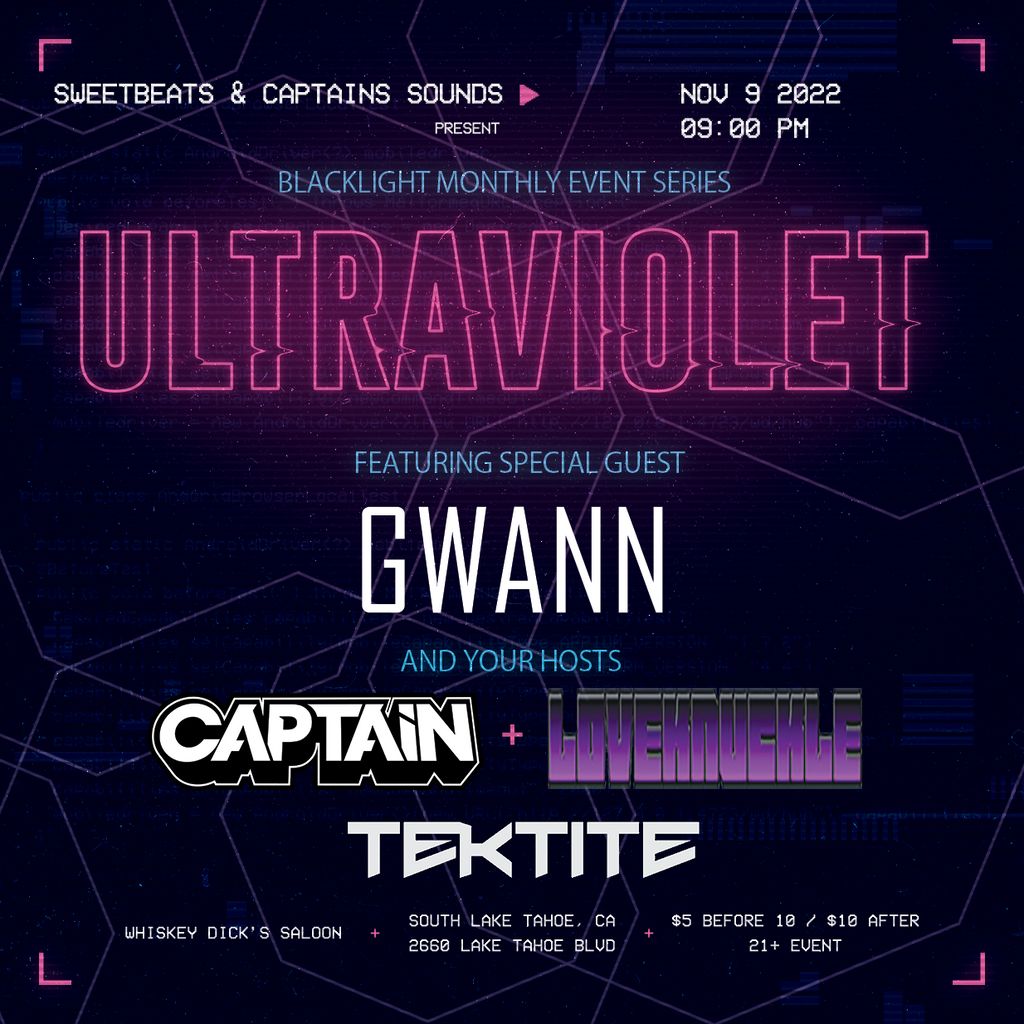 SWEETBEATS & CAPTAINS SOUNDS
PRESENT
NOV 9 2022
09:00 PM
BLACKLIGHT MONTHLY EVENT SERIES
ULTRAVIOLET
FEATURING SPECIAL GUEST
GWANN
AND YOUR HOSTS
CAPTAiN + LOVEKNUCKLE
TEKTITE
WHISKEY DICK'S SALOON +
SOUTH LAKE TAHOE, CA
2660 LAKE TAHOE BLVD
+ $5 BEFORE 10 / $10 AFTER
21+ EVENT